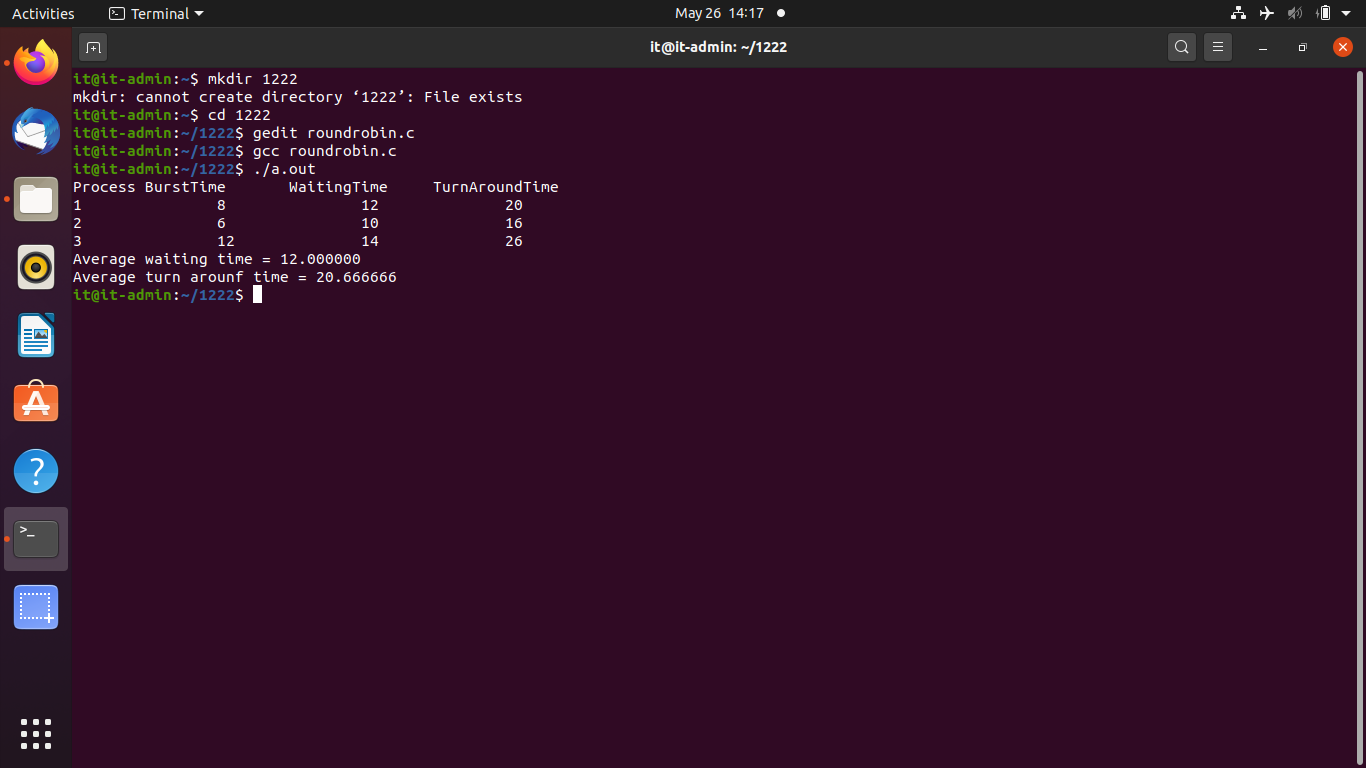 Activities Terminal May 26 14:17
it@it-admin: ~/1222
it@it-admin:~$ mkdir 1222
mkdir: cannot create directory ‘1222’: File exists
it@it-admin:~$ cd 1222
it@it-admin:~/1222$ gedit roundrobin.c
it@it-admin:~/1222$ gcc roundrobin.c
it@it-admin:~/1222$ ./a.out
Process BurstTime WaitingTime TurnAroundTime
1 8 12 20
2 6 10 16
3 12 14 26
Average waiting time = 12.000000
Average turn arounf time = 20.666666
it@it-admin:~/1222$